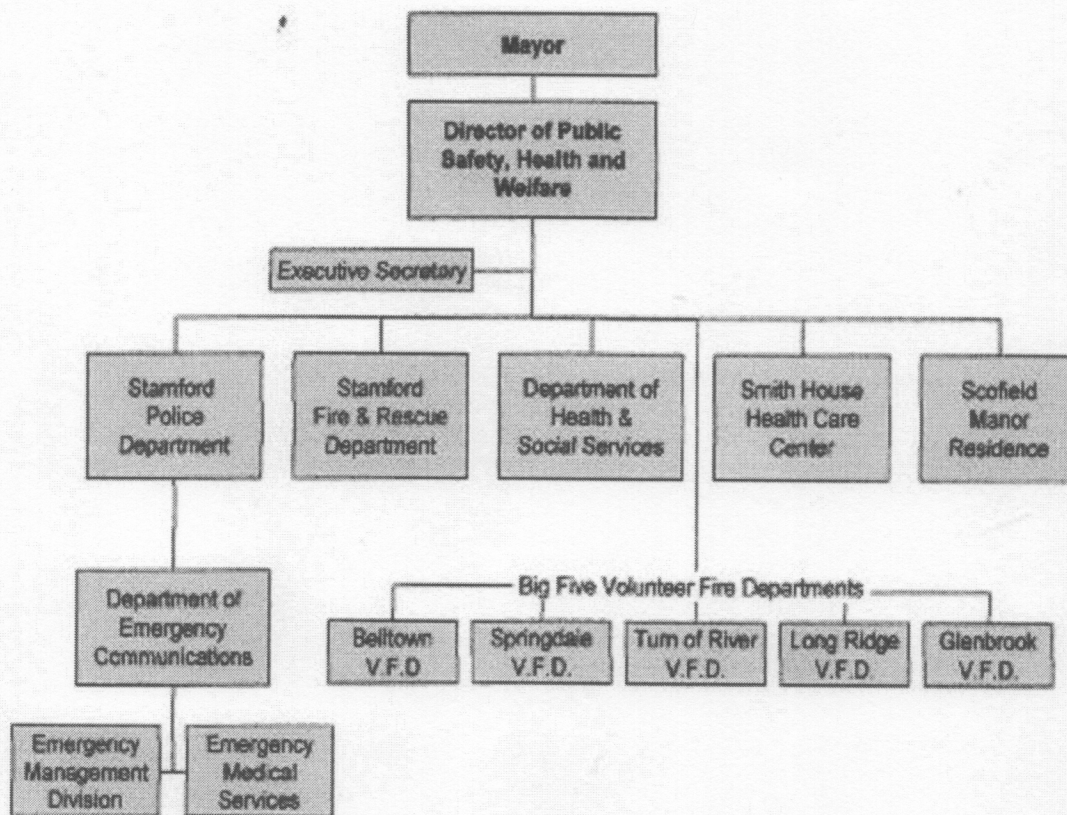 Mayor
Director of Public
Safety, Health and
Welfare
Executive Secretary
Stamford
Police
Department
Stamford
Fire & Rescue
Department
Department of
Health &
Social Services
Smith House
Health Care
Center
Scofield
Manor
Residence
Department of
Emergency
Communications
Big Five Volunteer Fire Departments
Belltown
V.F.D
Springdale
V.F.D.
Turn of River
V.F.D.
Long Ridge
V.F.D.
Glenbrook
V.F.D.
Emergency
Management
Division
Emergency
Medical
Services